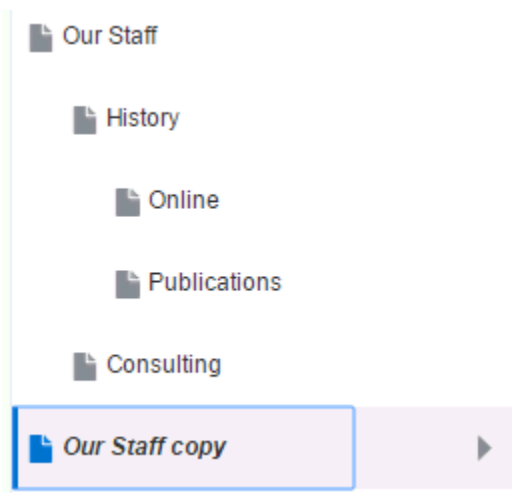 Our Staff
History
Online
Publications
Consulting
Our Staff copy